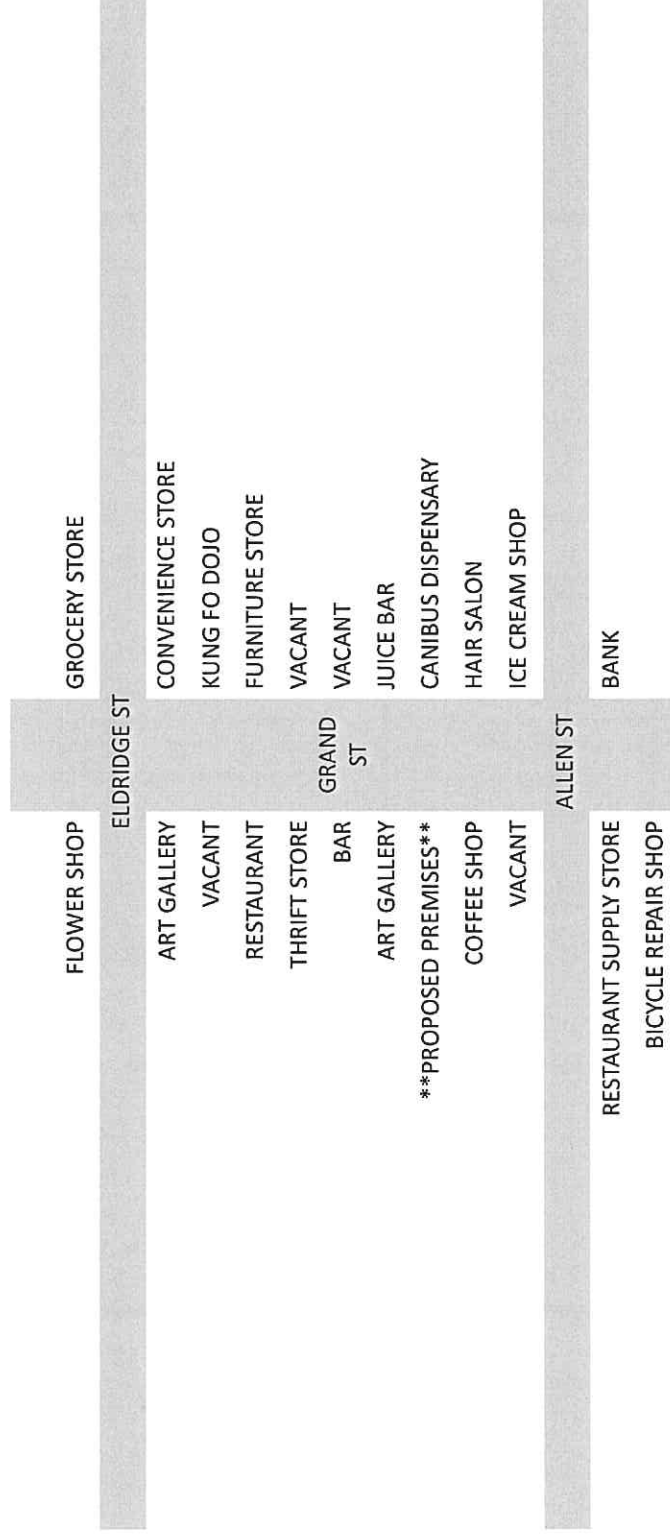 FLOWER SHOP
GROCERY STORE
ELDRIDGE ST
ART GALLERY
VACANT
RESTAURANT
THRIFT STORE
BAR
ART GALLERY
**PROPOSED PREMISES**
COFFEE SHOP
VACANT
GRAND
ST
CONVENIENCE STORE
KUNG FO DOJO
FURNITURE STORE
VACANT
VACANT
JUICE BAR
CANIBUS DISPENSARY
HAIR SALON
ICE CREAM SHOP
ALLEN ST
RESTAURANT SUPPLY STORE
BICYCLE REPAIR SHOP
BANK